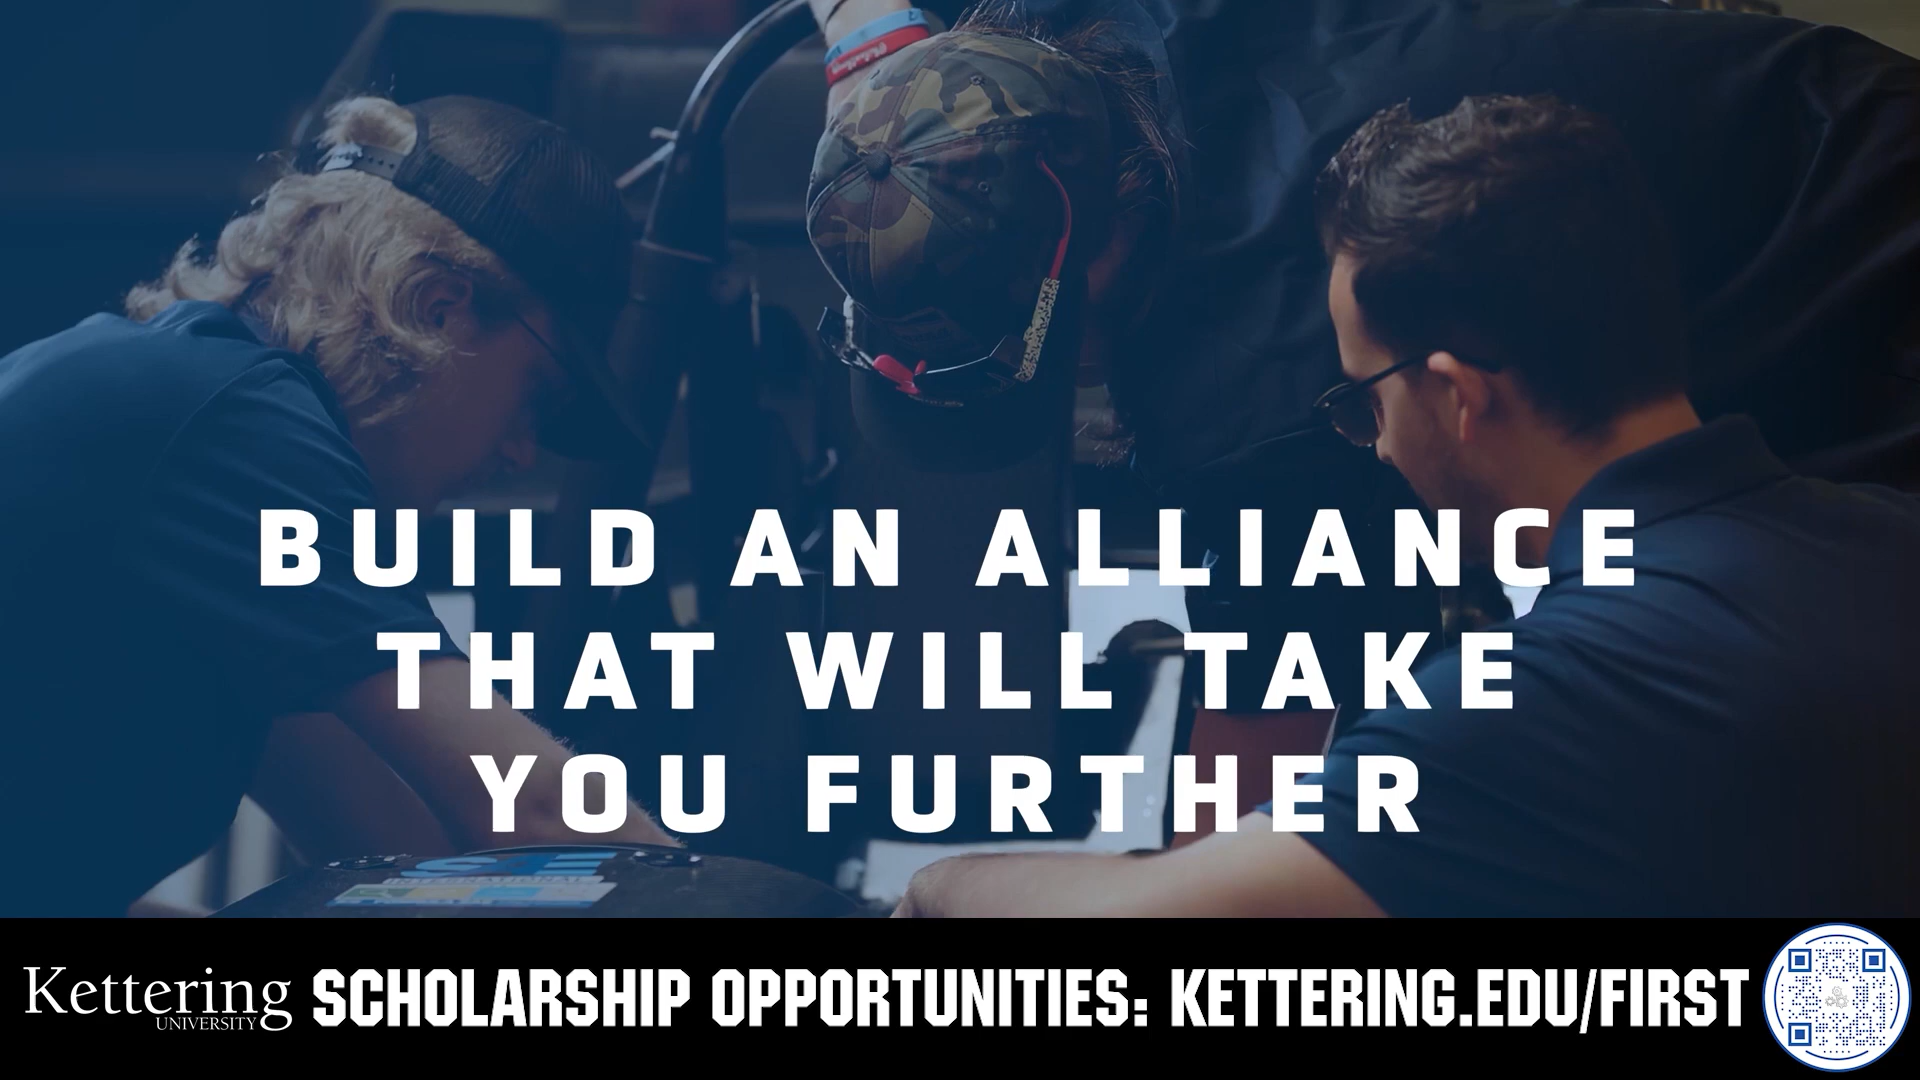 BUILD AN ALLIANCE
THAT WILL TAKE
YOU FURTHER
Kettering
UNIVERSITY
SCHOLARSHIP OPPORTUNITIES: KETTERING.EDU/FIRST